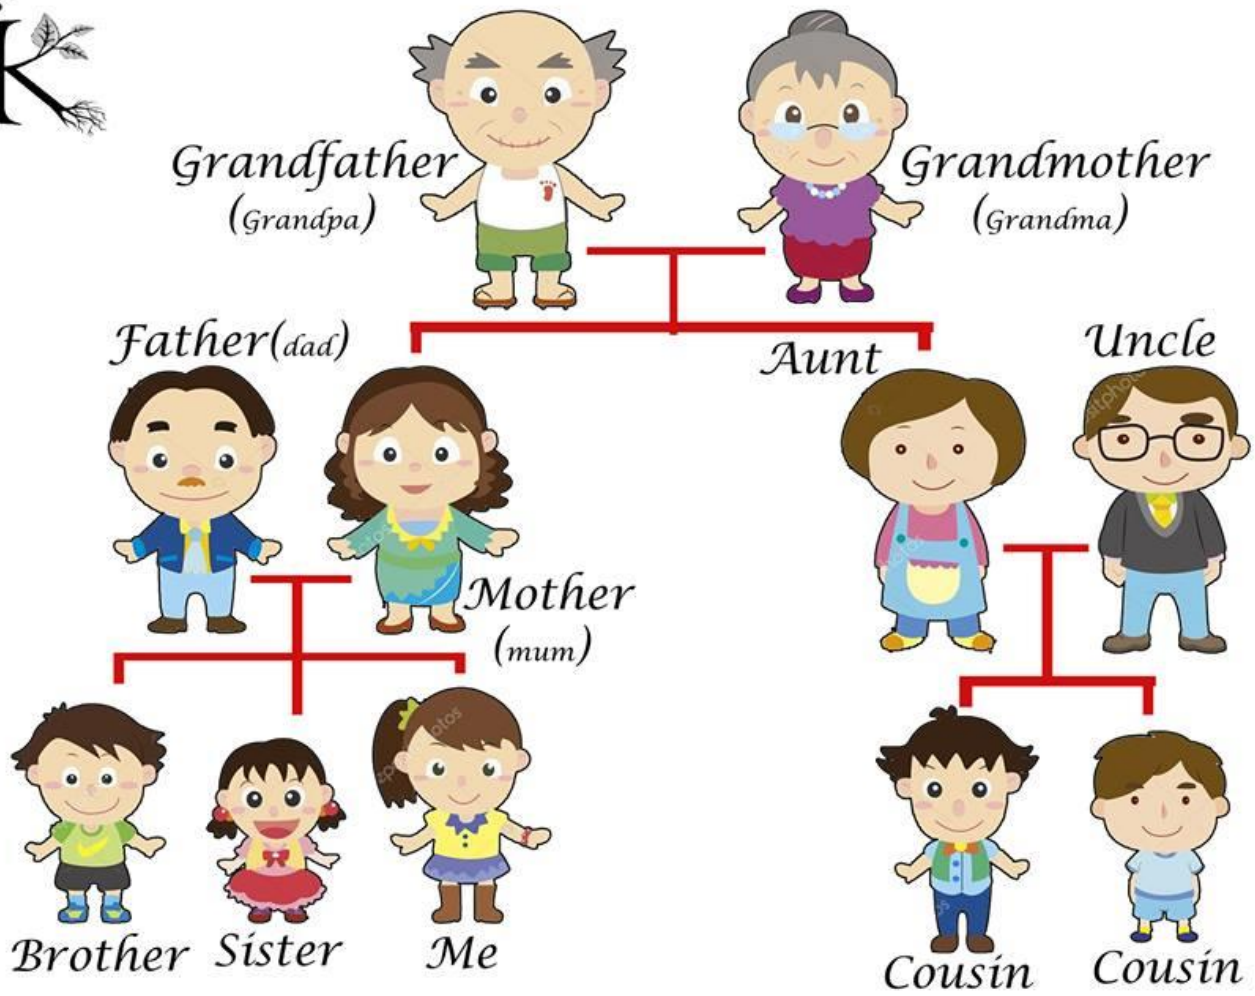 K
Grandfather
(Grandpa)
Grandmother
(Grandma)
Father(dad)
Aunt
Uncle
Mother
(mum)
Brother
Sister
Me
Cousin
Cousin